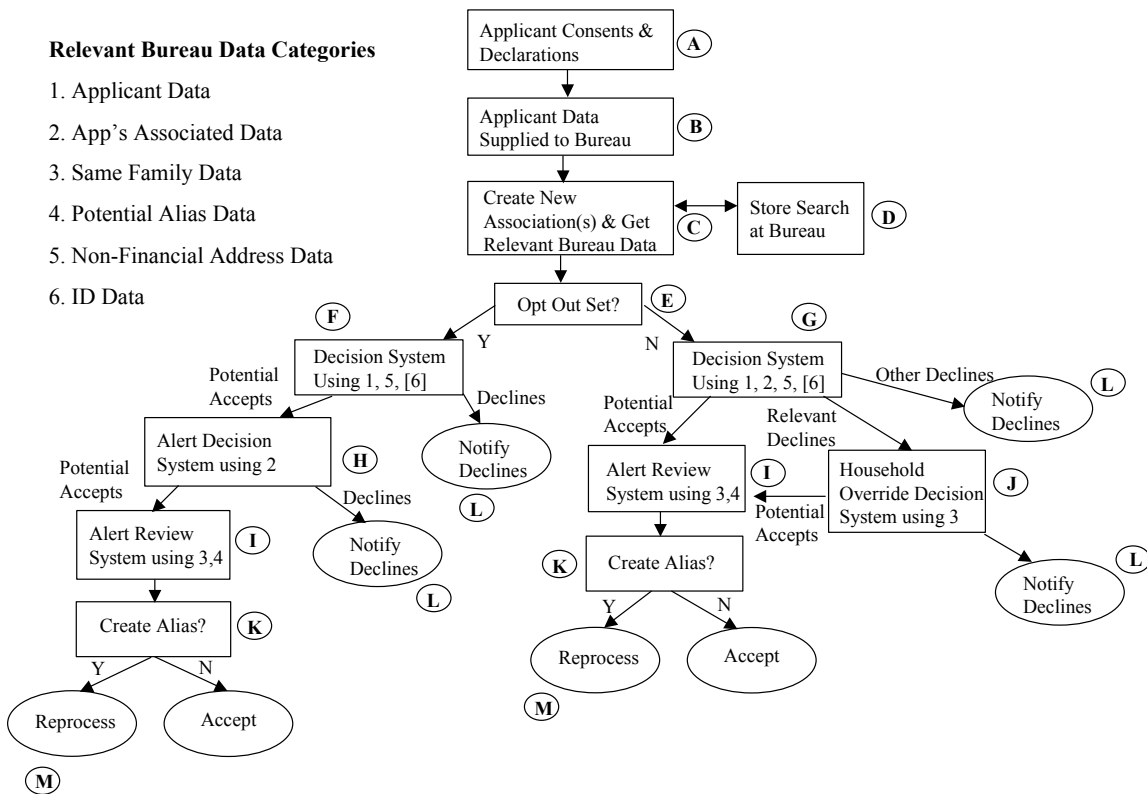 Relevant Bureau Data Categories
1. Applicant Data
2. App's Associated Data
3. Same Family Data
4. Potential Alias Data
5. Non-Financial Address Data
6. ID Data
Applicant Consents &
Declarations
A
Applicant Data
Supplied to Bureau
B
Create New
Association(s) & Get
Relevant Bureau Data
C
Store Search
at Bureau
D
Opt Out Set?
E
Y
N
F
Decision System
Using 1, 5, [6]
Potential
Accepts
Declines
Notify
Declines
L
Alert Decision
System using 2
H
Potential
Accepts
Declines
Notify
Declines
L
Alert Review
System using 3,4
I
Create Alias?
K
Y
N
Reprocess
Accept
M
G
Decision System
Using 1, 2, 5, [6]
Other Declines
Notify
Declines
L
Potential
Accepts
Relevant
Declines
Alert Review
System using 3,4
I
Household
Override Decision
System using 3
J
Potential
Accepts
Notify
Declines
L
Create Alias?
K
Y
N
Reprocess
Accept
M